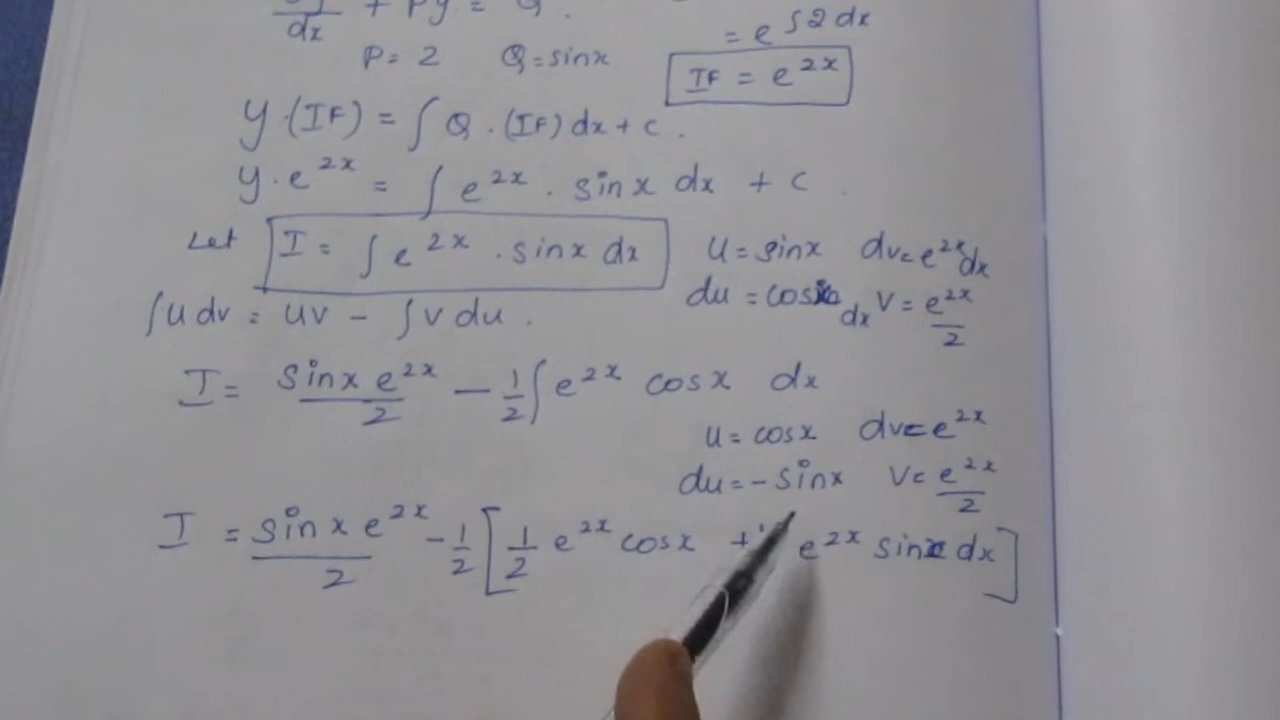 dx + Py = Q.
= e ∫2dx
P = 2 Q = sinx
IF = e^2x
y.(IF) = ∫ Q . (IF) dx + c .
y.e^2x = ∫ e^2x . sinx dx + c .
Let I = ∫ e^2x . sinx dx u = sinx dv = e^2x dx
du = cosx dx v = e^2x/2
∫u dv = uv - ∫v du .
I = sinx e^2x/2 - 1/2 ∫ e^2x cosx dx
u = cosx dv = e^2x
du = -sinx v = e^2x/2
I = sinx e^2x/2 - 1/2 [ 1/2 e^2x cosx + e^2x sinx dx ]